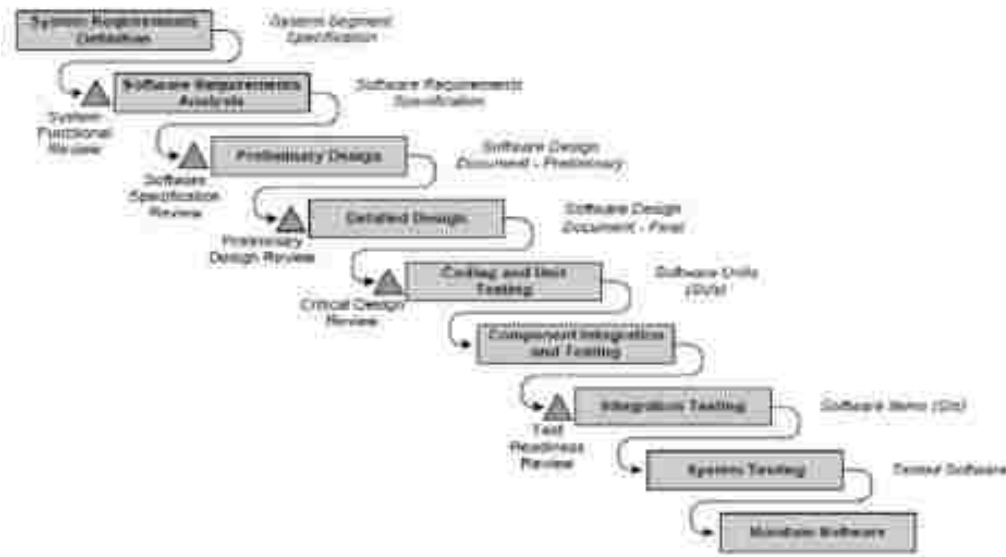 System Requirements
Definition
System Segment
Specification
Software Requirements
Analysis
Software Requirements
Specification
System
Functional
Review
Preliminary Design
Software Design
Document - Preliminary
Software
Specification
Review
Detailed Design
Software Design
Document - Final
Preliminary
Design Review
Coding and Unit
Testing
Software Units
Critical Design
Review
Component Integration
and Testing
Integration Testing
Software Items (SIs)
Test
Readiness
Review
System Testing
Tested Software
Maintain Software